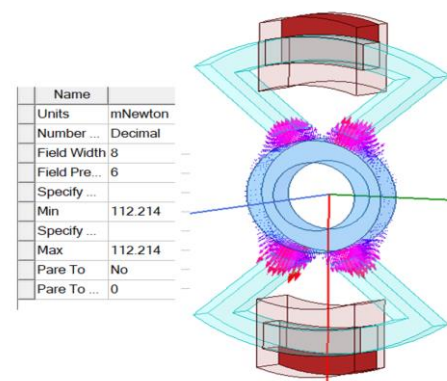 Name
Units mNewton
Number ... Decimal
Field Width 8
Field Pre... 6
Specify ...
Min 112.214
Specify ...
Max 112.214
Pare To No
Pare To ... 0